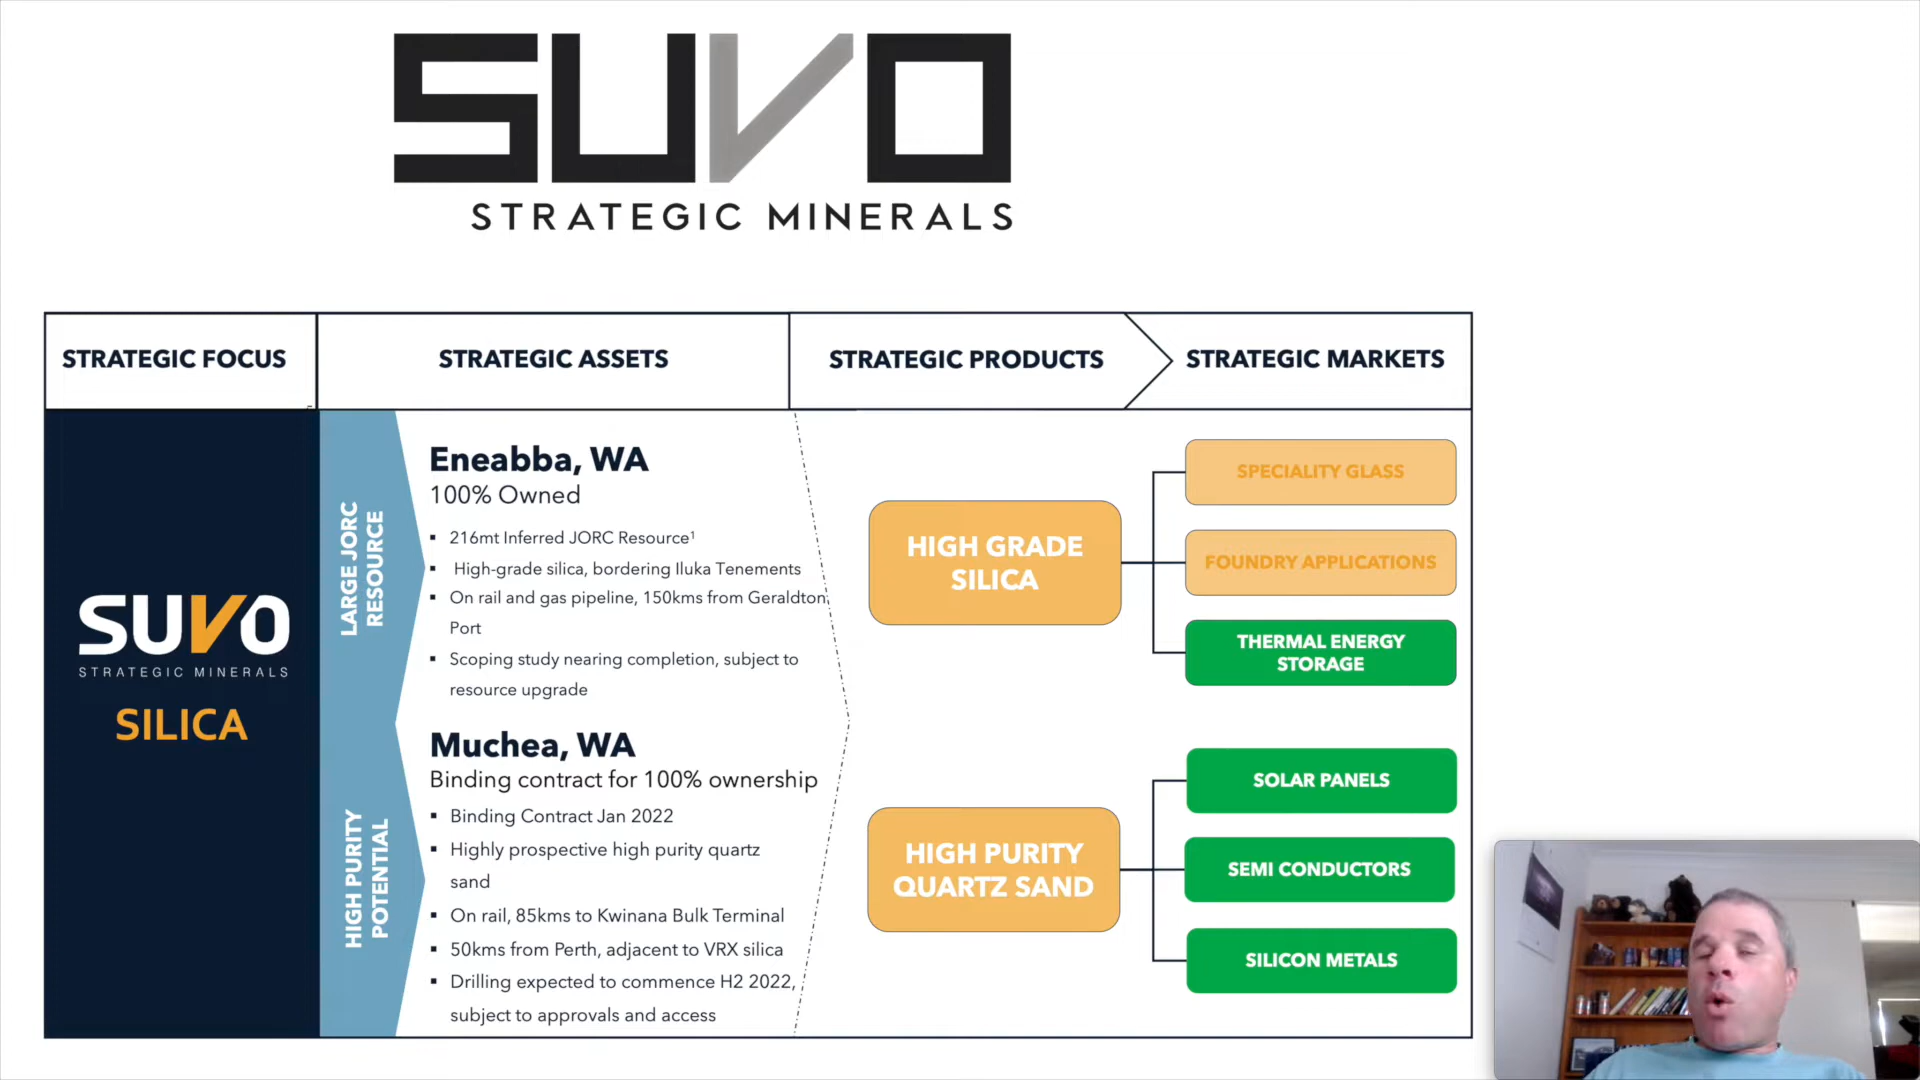 SUVO
STRATEGIC MINERALS
STRATEGIC FOCUS
STRATEGIC ASSETS
STRATEGIC PRODUCTS
STRATEGIC MARKETS
SUVO
STRATEGIC MINERALS
SILICA
LARGE JORC
RESOURCE
Eneabba, WA
100% Owned
▪ 216mt Inferred JORC Resource¹
▪ High-grade silica, bordering Iluka Tenements
▪ On rail and gas pipeline, 150kms from Geraldton
Port
▪ Scoping study nearing completion, subject to
resource upgrade
HIGH GRADE
SILICA
SPECIALITY GLASS
FOUNDRY APPLICATIONS
THERMAL ENERGY
STORAGE
HIGH PURITY
POTENTIAL
Muchea, WA
Binding contract for 100% ownership
▪ Binding Contract Jan 2022
▪ Highly prospective high purity quartz
sand
▪ On rail, 85kms to Kwinana Bulk Terminal
▪ 50kms from Perth, adjacent to VRX silica
▪ Drilling expected to commence H2 2022,
subject to approvals and access
HIGH PURITY
QUARTZ SAND
SOLAR PANELS
SEMI CONDUCTORS
SILICON METALS